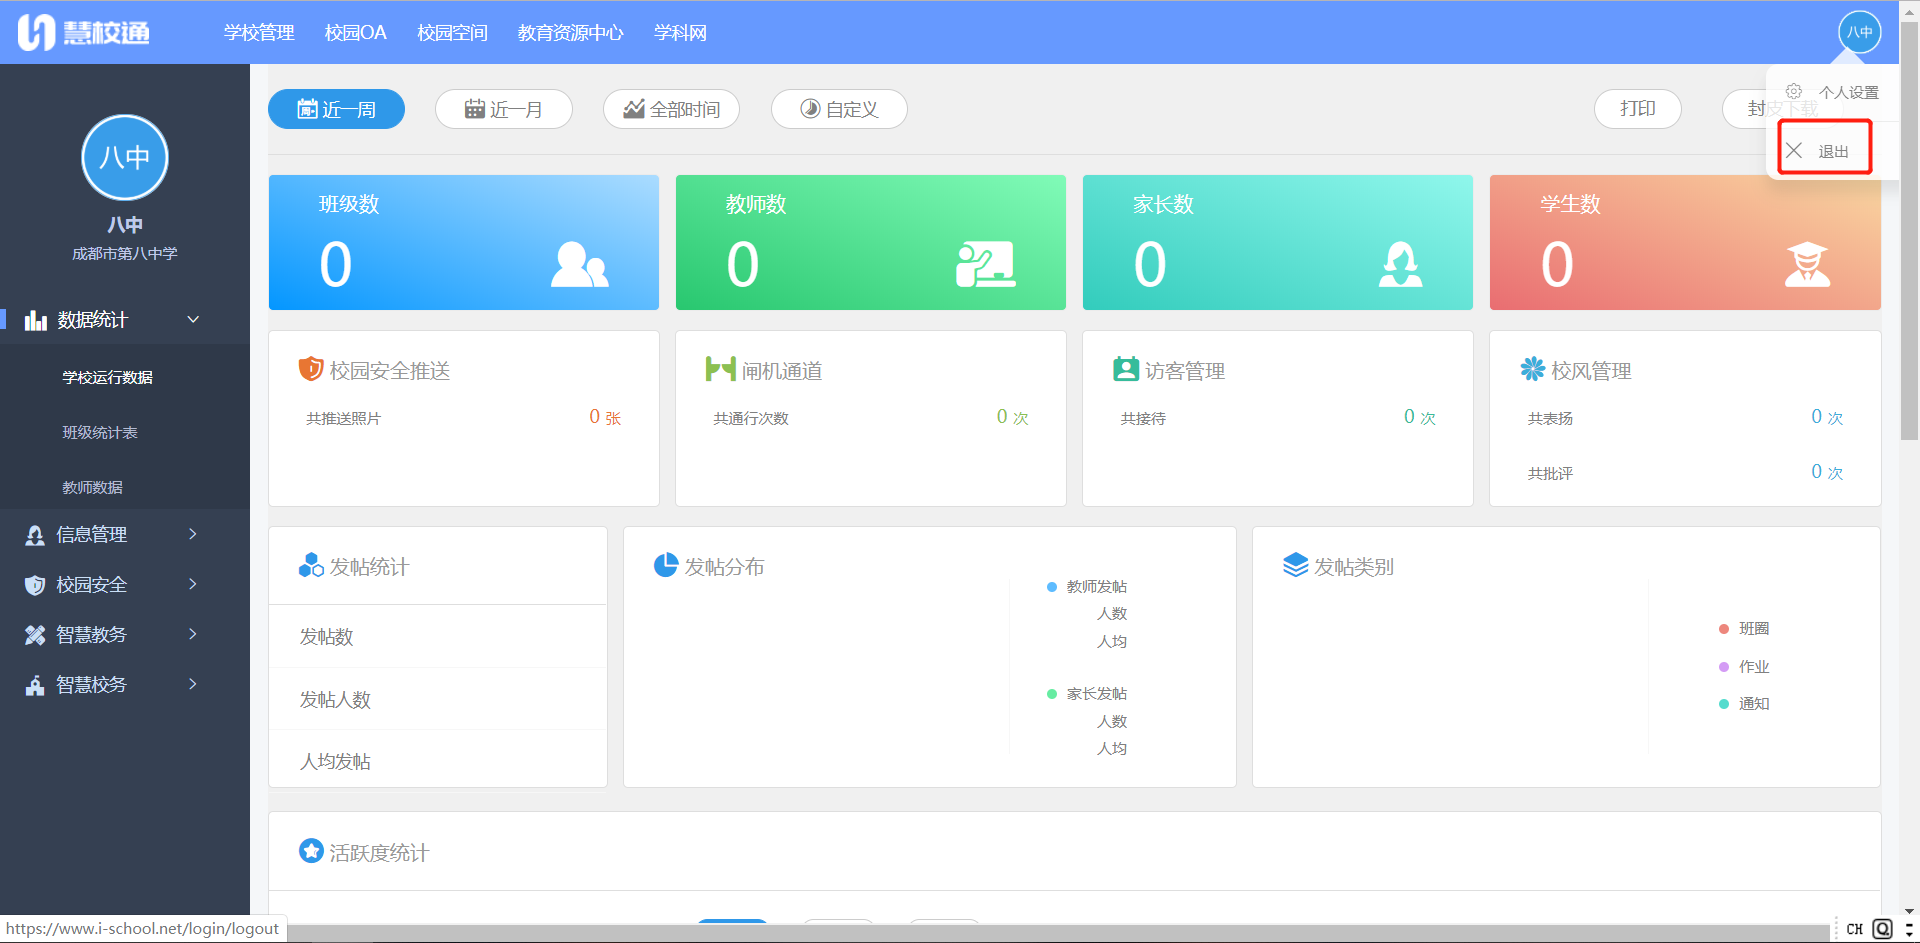 慧校通
学校管理 校园OA 校园空间 教育资源中心 学科网
八中
近一周 近一月 全部时间 自定义 打印 封皮下载
个人设置
退出
八中
八中
成都市第八中学
数据统计
学校运行数据
班级统计表
教师数据
信息管理
校园安全
智慧教务
智慧校务
班级数
0
教师数
0
家长数
0
学生数
0
校园安全推送
共推送照片 0 张
闸机通道
共通行次数 0 次
访客管理
共接待 0 次
校风管理
共表扬 0 次
共批评 0 次
发帖统计
发帖数
发帖人数
人均发帖
发帖分布
教师发帖
人数
人均
家长发帖
人数
人均
发帖类别
班圈
作业
通知
活跃度统计
https://www.i-school.net/login/logout
CH